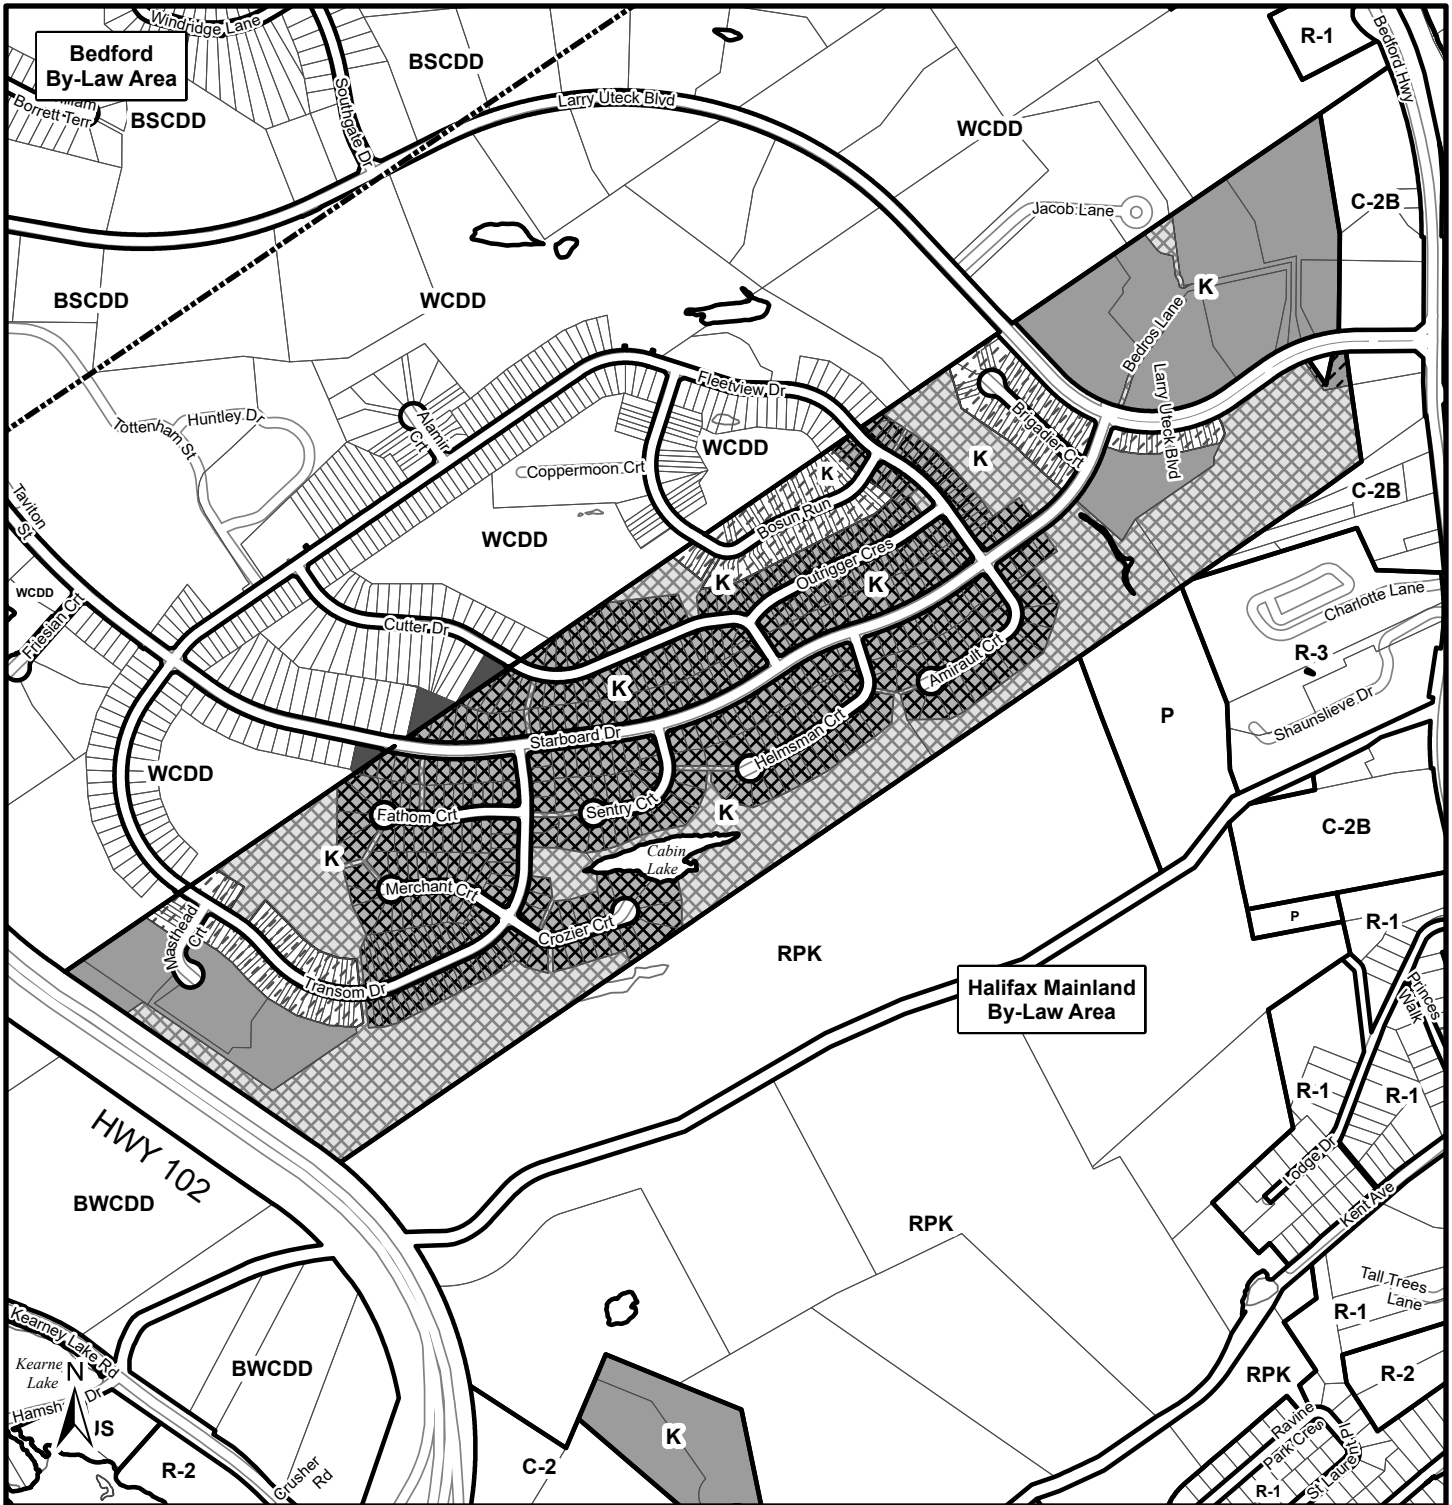 Windridge Lane
Bedford
By-Law Area
BSCDD
R-1
Bedford Hwy
Borrett Terr
BSCDD
Southgate Dr
Larry Uteck Blvd
WCDD
Jacob Lane
C-2B
BSCDD
WCDD
K
Bedros Lane
Fleetview Dr
Larry Uteck Blvd
Huntley Dr
Tottenham St
Alamir
Crt
Brigadier Crt
WCDD
K
K
Coppermoon Crt
Taviton
St
C-2B
Bosun Run
WCDD
Outrigger Cres
K
K
WCDD
Friesian Crt
Cutter Dr
Charlotte Lane
R-3
Amirault Crt
K
P
Shaunslieve Dr
Starboard Dr
Helmsman Crt
WCDD
Fathom Crt
Sentry Crt
K
C-2B
K
Cabin
Lake
Merchant Crt
P
R-1
Masthead
Crt
Crozier Crt
RPK
Transom Dr
Halifax Mainland
By-Law Area
Princes
Walk
R-1
R-1
HWY 102
Lodge Dr
BWCDD
RPK
Kent Ave
Tall Trees
Lane
R-1
Kearney Lake Rd
Kearne
Lake
N
BWCDD
RPK
R-2
Hamsh
Dr
US
Ravine
Park Cres
K
St Laurent Pl
R-2
Crusher
Rd
C-2
R-1